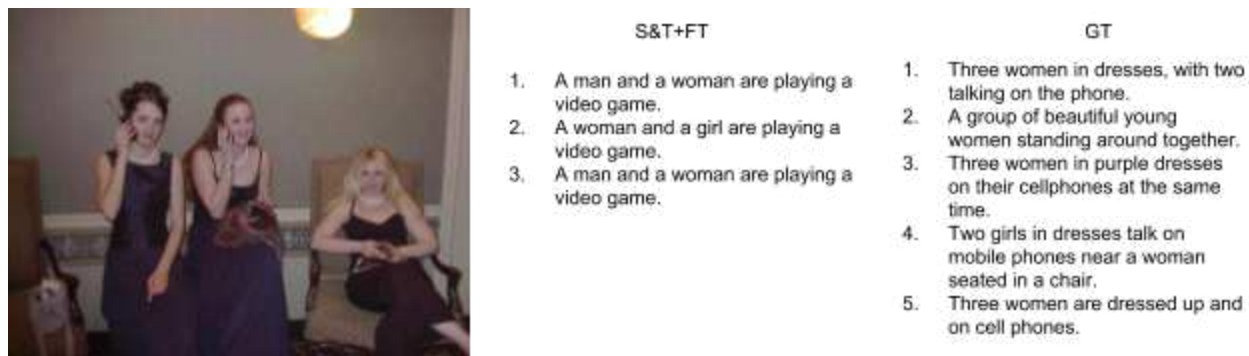 S&T+FT
1. A man and a woman are playing a
video game.
2. A woman and a girl are playing a
video game.
3. A man and a woman are playing a
video game.
GT
1. Three women in dresses, with two
talking on the phone.
2. A group of beautiful young
women standing around together.
3. Three women in purple dresses
on their cellphones at the same
time.
4. Two girls in dresses talk on
mobile phones near a woman
seated in a chair.
5. Three women are dressed up and
on cell phones.